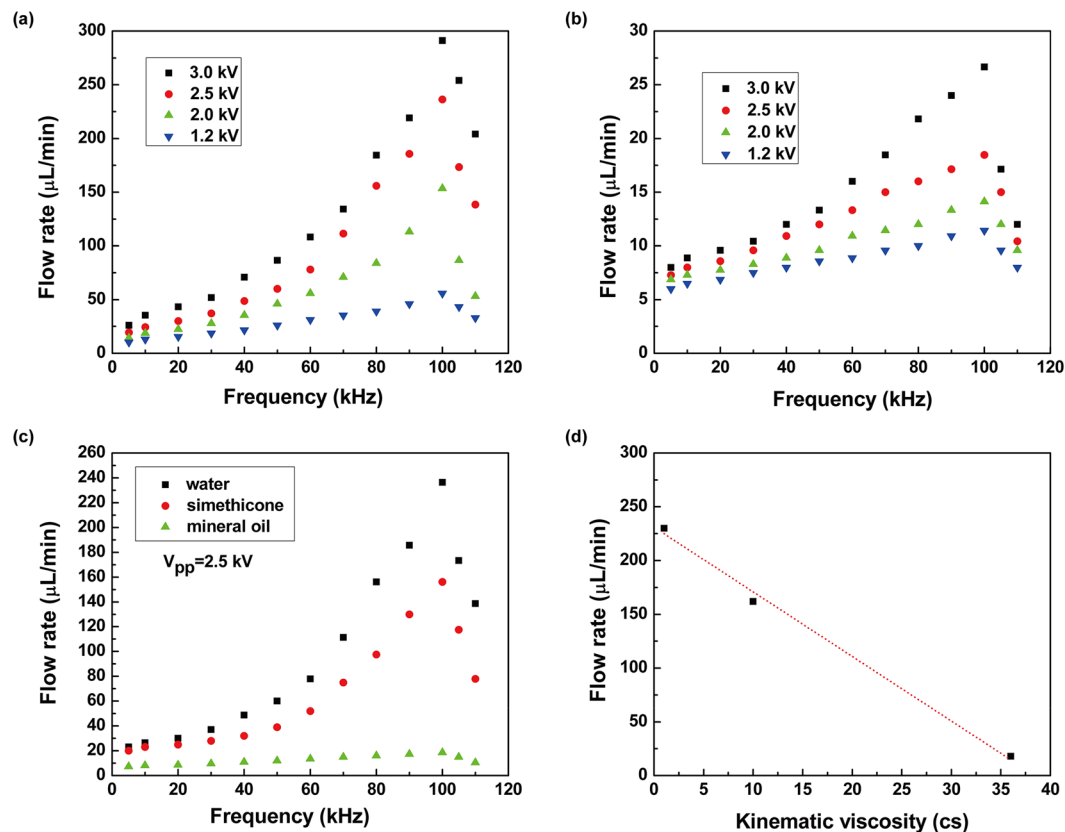 (a)
300
250
200
150
100
50
0
Flow rate (μL/min)
3.0 kV
2.5 kV
2.0 kV
1.2 kV
0 20 40 60 80 100 120
Frequency (kHz)
(b)
30
25
20
15
10
5
0
Flow rate (μL/min)
3.0 kV
2.5 kV
2.0 kV
1.2 kV
0 20 40 60 80 100 120
Frequency (kHz)
(c)
260
240
220
200
180
160
140
120
100
80
60
40
20
0
Flow rate (μL/min)
water
simethicone
mineral oil
Vpp=2.5 kV
0 20 40 60 80 100 120
Frequency (kHz)
(d)
300
250
200
150
100
50
0
Flow rate (μL/min)
0 5 10 15 20 25 30 35 40
Kinematic viscosity (cs)